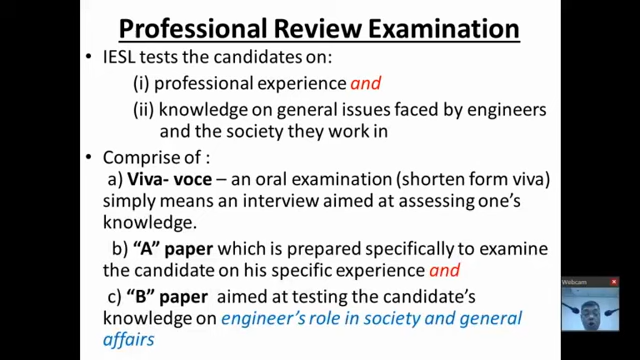 Professional Review Examination
• IESL tests the candidates on:
(i) professional experience and
(ii) knowledge on general issues faced by engineers
and the society they work in
• Comprise of :
a) Viva- voce – an oral examination (shorten form viva)
simply means an interview aimed at assessing one's
knowledge.
b) “A” paper which is prepared specifically to examine
the candidate on his specific experience and
c) “B” paper aimed at testing the candidate's
knowledge on engineer's role in society and general
affairs
Webcam